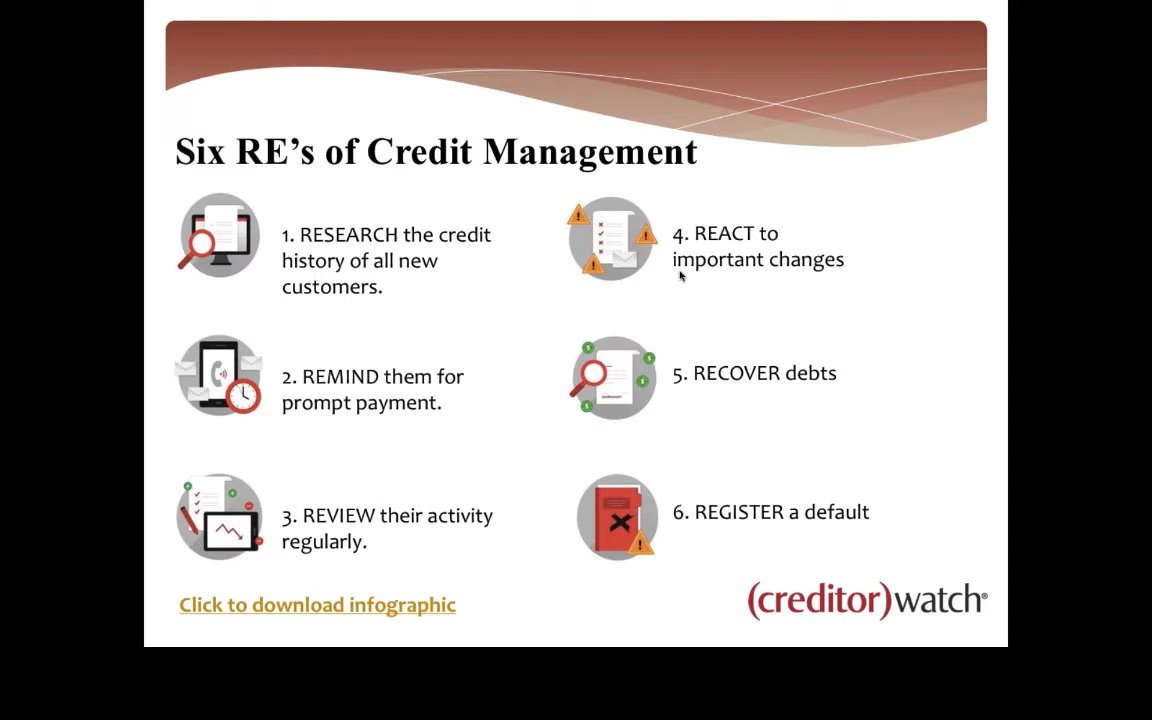 Six RE’s of Credit Management
1. RESEARCH the credit
history of all new
customers.
2. REMIND them for
prompt payment.
3. REVIEW their activity
regularly.
4. REACT to
important changes
5. RECOVER debts
6. REGISTER a default
Click to download infographic
(creditor)watch®